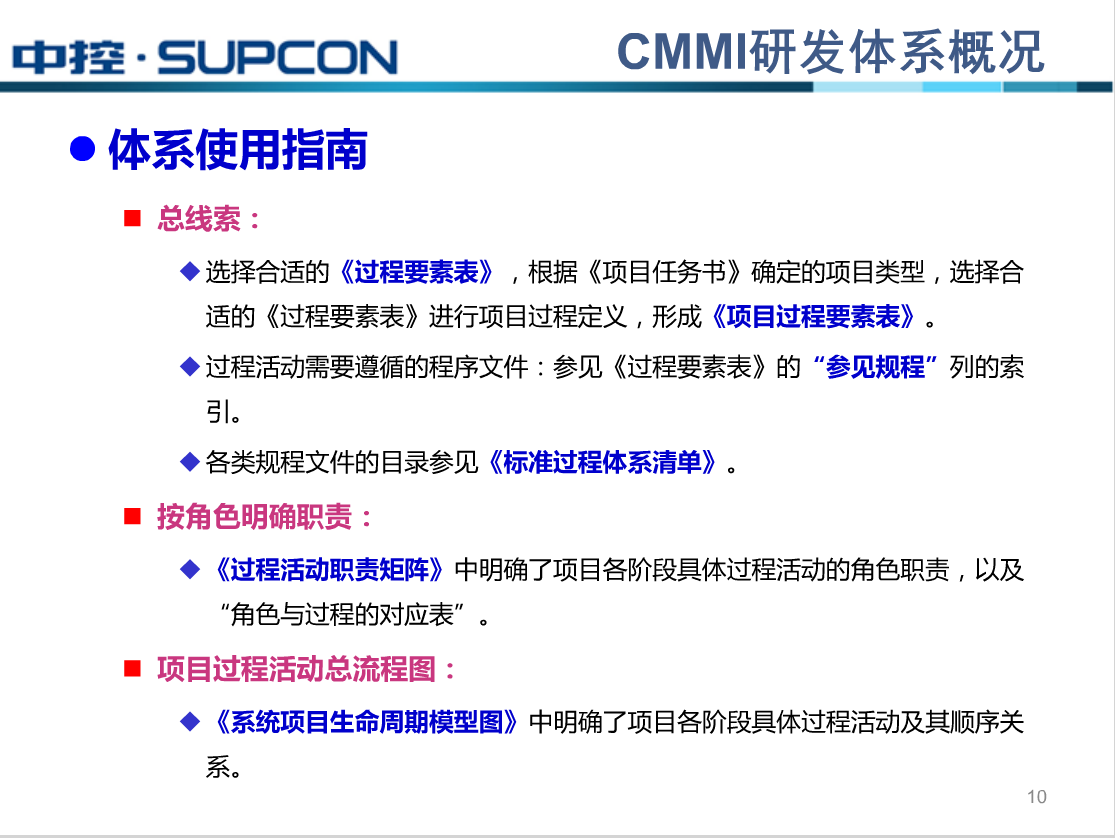 中控·SUPCON
CMMI研发体系概况
体系使用指南
总线索：
选择合适的《过程要素表》，根据《项目任务书》确定的项目类型，选择合
适的《过程要素表》进行项目过程定义，形成《项目过程要素表》。
过程活动需要遵循的程序文件：参见《过程要素表》的“参见规程”列的索
引。
各类规程文件的目录参见《标准过程体系清单》。
按角色明确职责：
《过程活动职责矩阵》中明确了项目各阶段具体过程活动的角色职责，以及
“角色与过程的对应表”。
项目过程活动总流程图：
《系统项目生命周期模型图》中明确了项目各阶段具体过程活动及其顺序关
系。
10